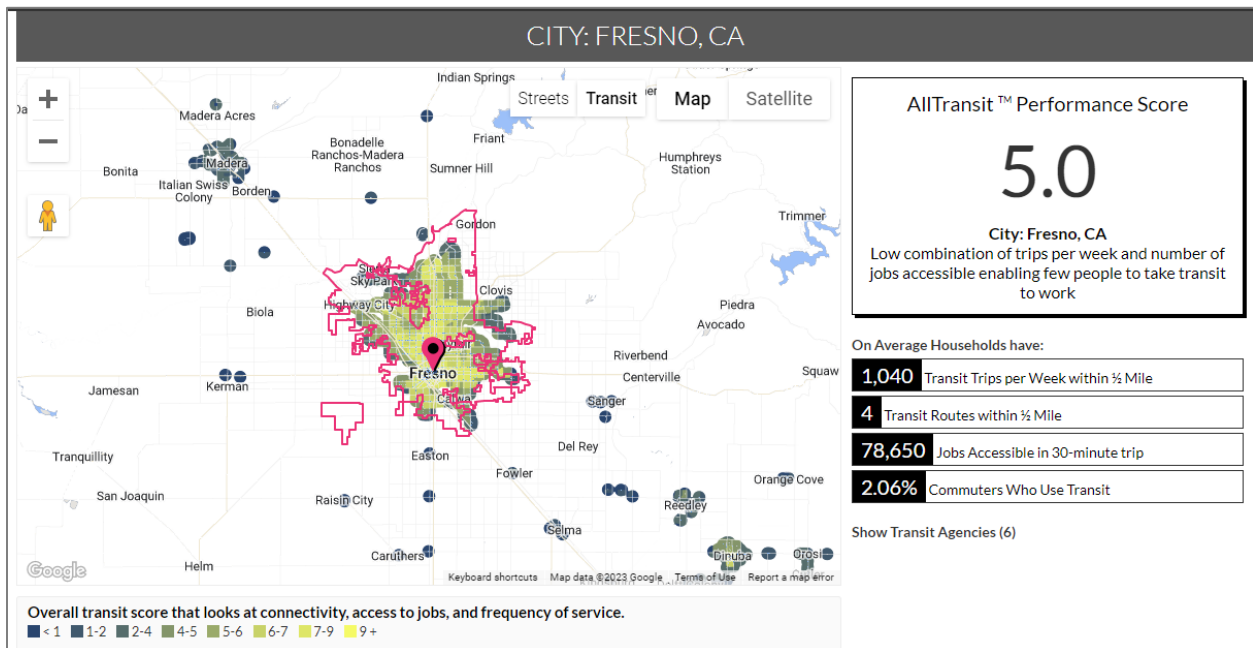 CITY: FRESNO, CA
Indian Springs
Streets Transit Map Satellite
Madera Acres
Friant
Bonadelle
Ranchos-Madera
Ranchos
Humphreys
Station
Madera
Sumner Hill
Bonita
Italian Swiss
Colony
Borden
Trimmer
Gordon
Sky Park
Clovis
Highway City
Biola
Piedra
Avocado
Riverbend
Fresno
Centerville
Squaw
Kerman
Jamesan
Calwa
Sanger
Del Rey
Tranquillity
Easton
Fowler
Orange Cove
San Joaquin
Raisin City
Reedley
Selma
Caruthers
Dinuba
Orosi
Helm
Cutler
Google
Keyboard shortcuts Map data ©2023 Google Terms of Use Report a map error
Overall transit score that looks at connectivity, access to jobs, and frequency of service.
< 1 1-2 2-4 4-5 5-6 6-7 7-9 9 +
AllTransit ™ Performance Score
5.0
City: Fresno, CA
Low combination of trips per week and number of
jobs accessible enabling few people to take transit
to work
On Average Households have:
1,040 Transit Trips per Week within ½ Mile
4 Transit Routes within ½ Mile
78,650 Jobs Accessible in 30-minute trip
2.06% Commuters Who Use Transit
Show Transit Agencies (6)